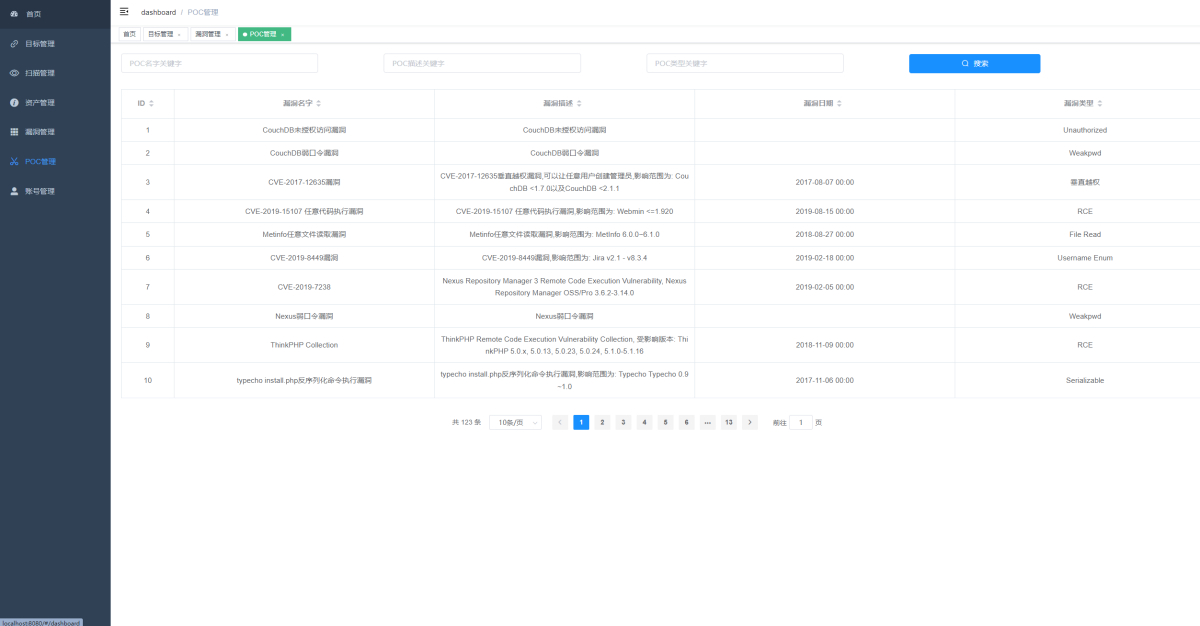 首页
目标管理
扫描管理
资产管理
漏洞管理
POC管理
账号管理
dashboard / POC管理
首页 目标管理 × 漏洞管理 × POC管理 ×
POC名字关键字 POC描述关键字 POC类型关键字 搜索
ID 漏洞名字 漏洞描述 漏洞日期 漏洞类型
1 CouchDB未授权访问漏洞 CouchDB未授权访问漏洞 Unauthorized
2 CouchDB弱口令漏洞 CouchDB弱口令漏洞 Weakpwd
3 CVE-2017-12635漏洞 CVE-2017-12635垂直越权漏洞,可以让任意用户创建管理员,影响范围为: Cou
chDB <1.7.0以及CouchDB <2.1.1 2017-08-07 00:00 垂直越权
4 CVE-2019-15107 任意代码执行漏洞 CVE-2019-15107 任意代码执行漏洞,影响范围为: Webmin <=1.920 2019-08-15 00:00 RCE
5 Metinfo任意文件读取漏洞 Metinfo任意文件读取漏洞,影响范围为: MetInfo 6.0.0~6.1.0 2018-08-27 00:00 File Read
6 CVE-2019-8449漏洞 CVE-2019-8449漏洞,影响范围为: Jira v2.1 - v8.3.4 2019-02-18 00:00 Username Enum
7 CVE-2019-7238 Nexus Repository Manager 3 Remote Code Execution Vulnerability, Nexus
Repository Manager OSS/Pro 3.6.2-3.14.0 2019-02-05 00:00 RCE
8 Nexus弱口令漏洞 Nexus弱口令漏洞 Weakpwd
9 ThinkPHP Collection ThinkPHP Remote Code Execution Vulnerability Collection, 受影响版本: Thi
nkPHP 5.0.x, 5.0.13, 5.0.23, 5.0.24, 5.1.0-5.1.16 2018-11-09 00:00 RCE
10 typecho install.php反序列化命令执行漏洞 typecho install.php反序列化命令执行漏洞,影响范围为: Typecho Typecho 0.9
~1.0 2017-11-06 00:00 Serializable
共 123 条 10条/页 < 1 2 3 4 5 6 ••• 13 > 前往 1 页
localhost:8080/#/dashboard